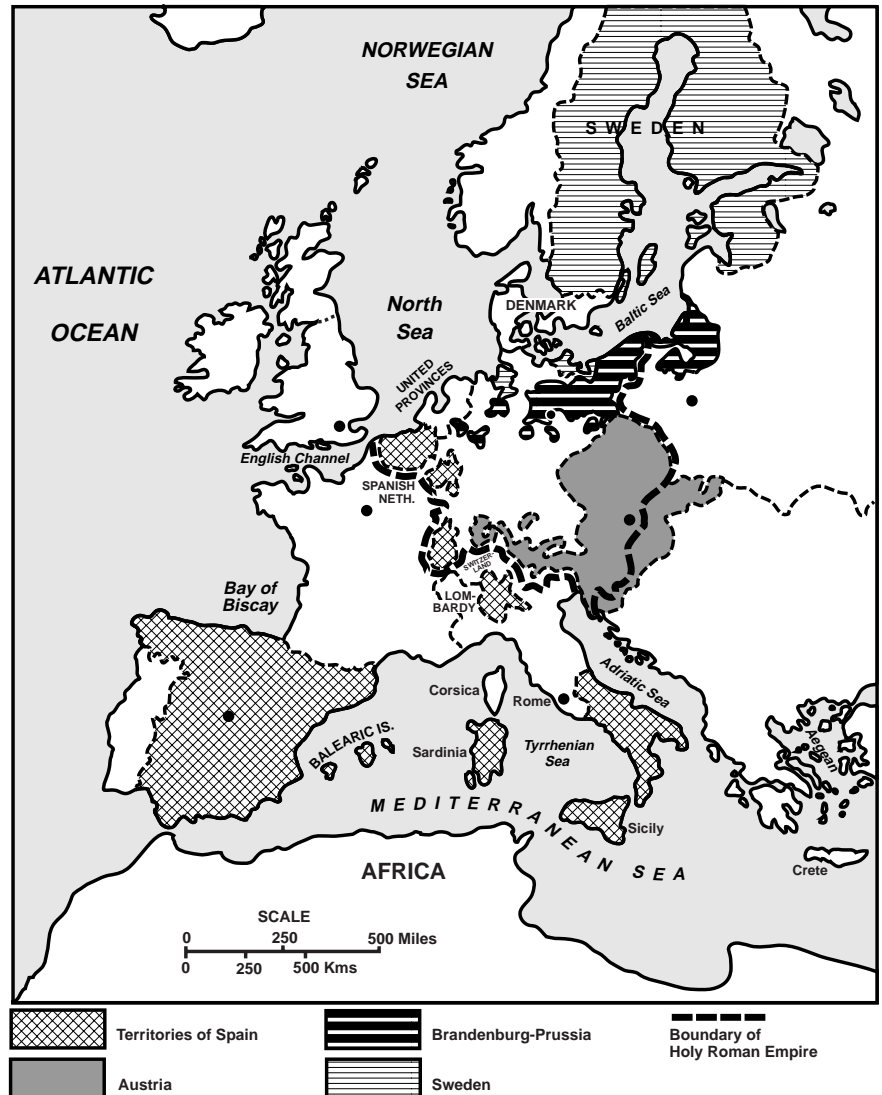 NORWEGIAN
SEA
SWEDEN
ATLANTIC
OCEAN
North
Sea
DENMARK
Baltic Sea
UNITED
PROVINCES
English Channel
SPANISH
NETH.
SWITZER-
LAND
Bay of
Biscay
LOM-
BARDY
Adriatic Sea
Corsica
Rome
Aegean
BALEARIC IS.
Sardinia
Tyrrhenian
Sea
MEDITERRANEAN SEA
Sicily
AFRICA
Crete
SCALE
0 250 500 Miles
0 250 500 Kms
Territories of Spain
Brandenburg-Prussia
Boundary of
Holy Roman Empire
Austria
Sweden